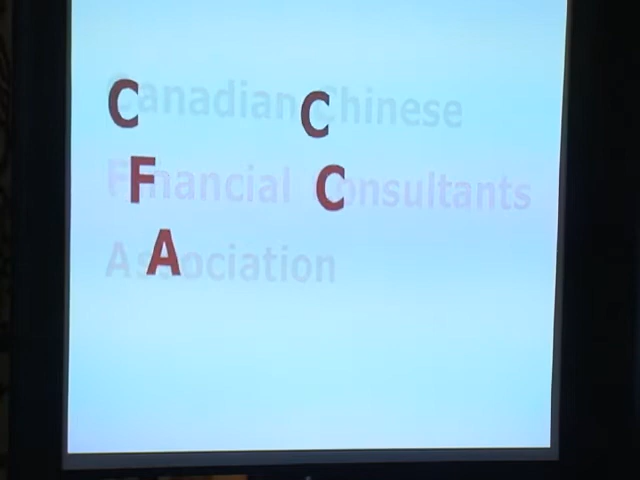 Canadian Chinese
Financial Consultants
Association
C C
F C
A